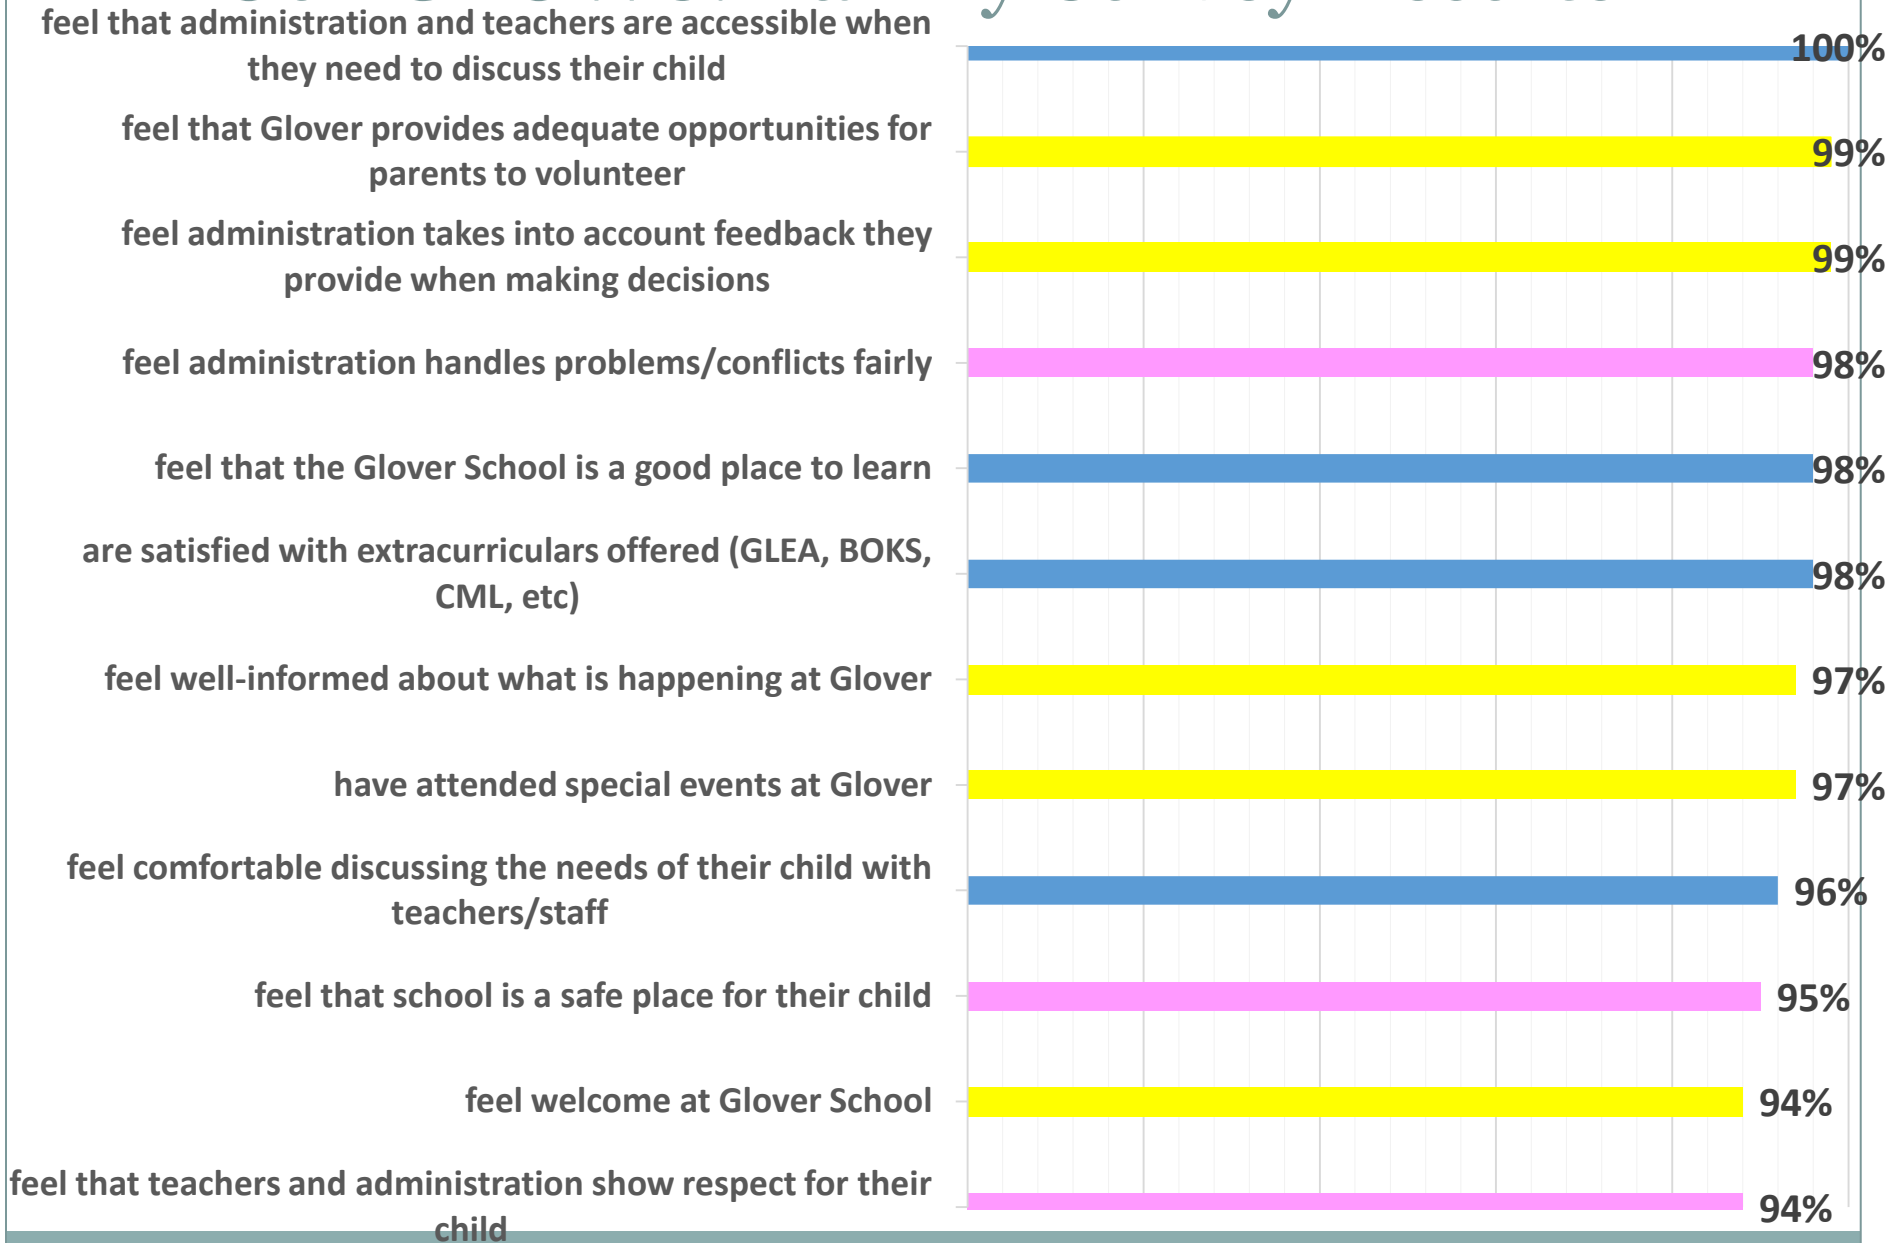 feel that administration and teachers are accessible when
they need to discuss their child
100%
feel that Glover provides adequate opportunities for
parents to volunteer
99%
feel administration takes into account feedback they
provide when making decisions
99%
feel administration handles problems/conflicts fairly
98%
feel that the Glover School is a good place to learn
98%
are satisfied with extracurriculars offered (GLEA, BOKS,
CML, etc)
98%
feel well-informed about what is happening at Glover
97%
have attended special events at Glover
97%
feel comfortable discussing the needs of their child with
teachers/staff
96%
feel that school is a safe place for their child
95%
feel welcome at Glover School
94%
feel that teachers and administration show respect for their
child
94%